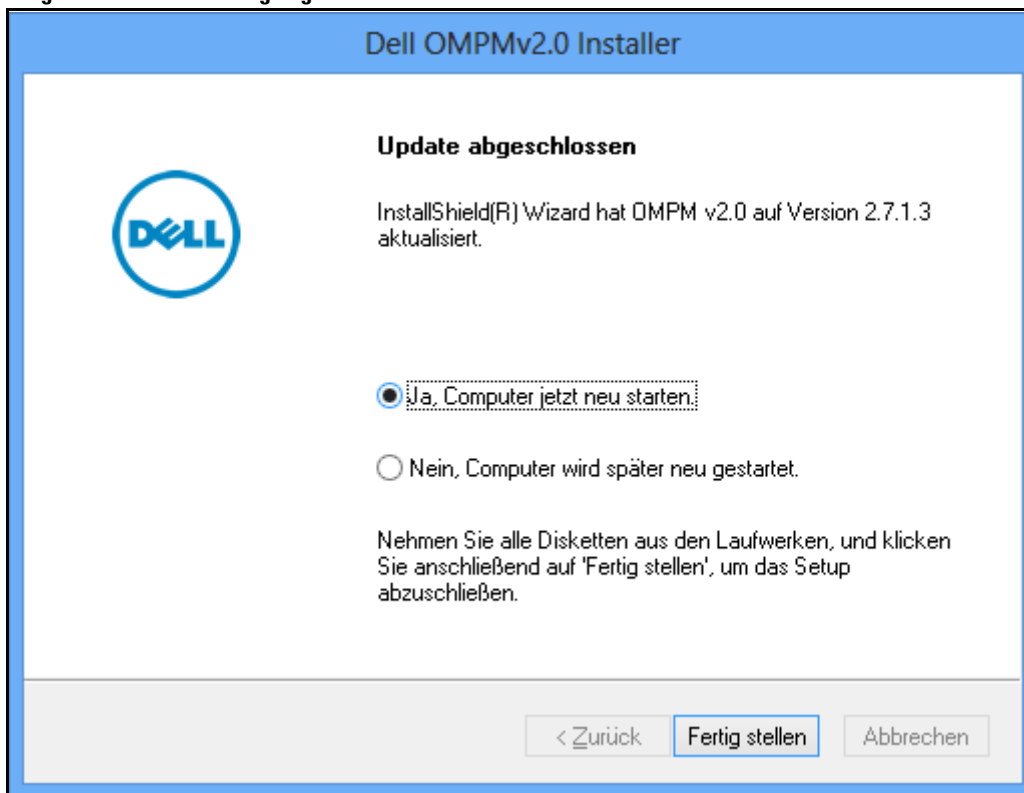 Dell OMPMv2.0 Installer
DELL
Update abgeschlossen
InstallShield(R) Wizard hat OMPM v2.0 auf Version 2.7.1.3
aktualisiert.
Ja, Computer jetzt neu starten.
Nein, Computer wird später neu gestartet.
Nehmen Sie alle Disketten aus den Laufwerken, und klicken
Sie anschließend auf 'Fertig stellen', um das Setup
abzuschließen.
< Zurück
Fertig stellen
Abbrechen